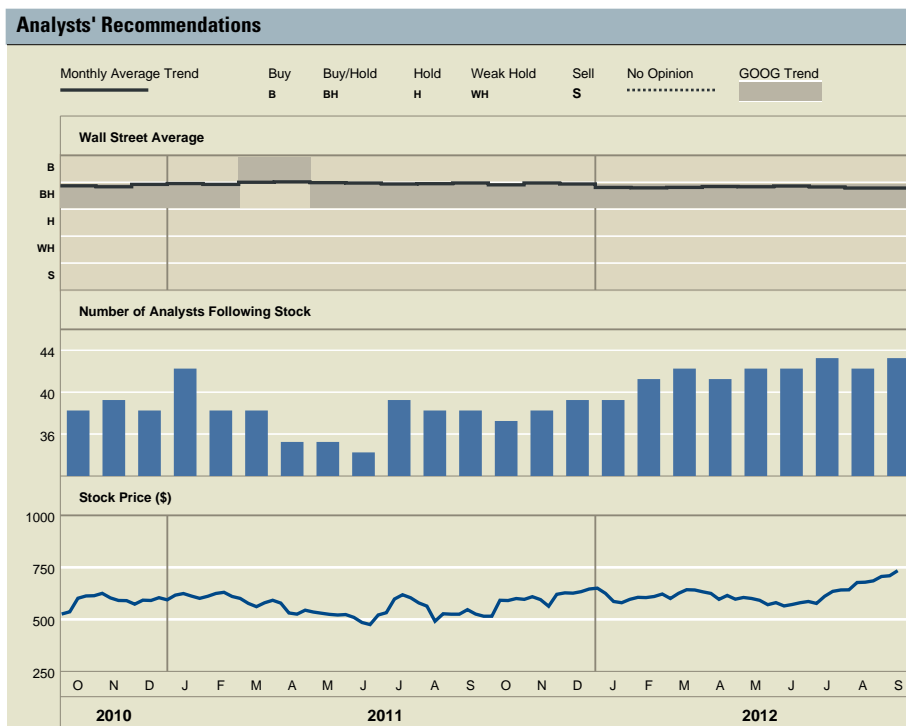 Analysts' Recommendations
Monthly Average Trend Buy Buy/Hold Hold Weak Hold Sell No Opinion GOOG Trend
B BH H WH S
Wall Street Average
B
BH
H
WH
S
Number of Analysts Following Stock
44
40
36
Stock Price ($)
1000
750
500
250
O N D J F M A M J J A S O N D J F M A M J J A S
2010 2011 2012